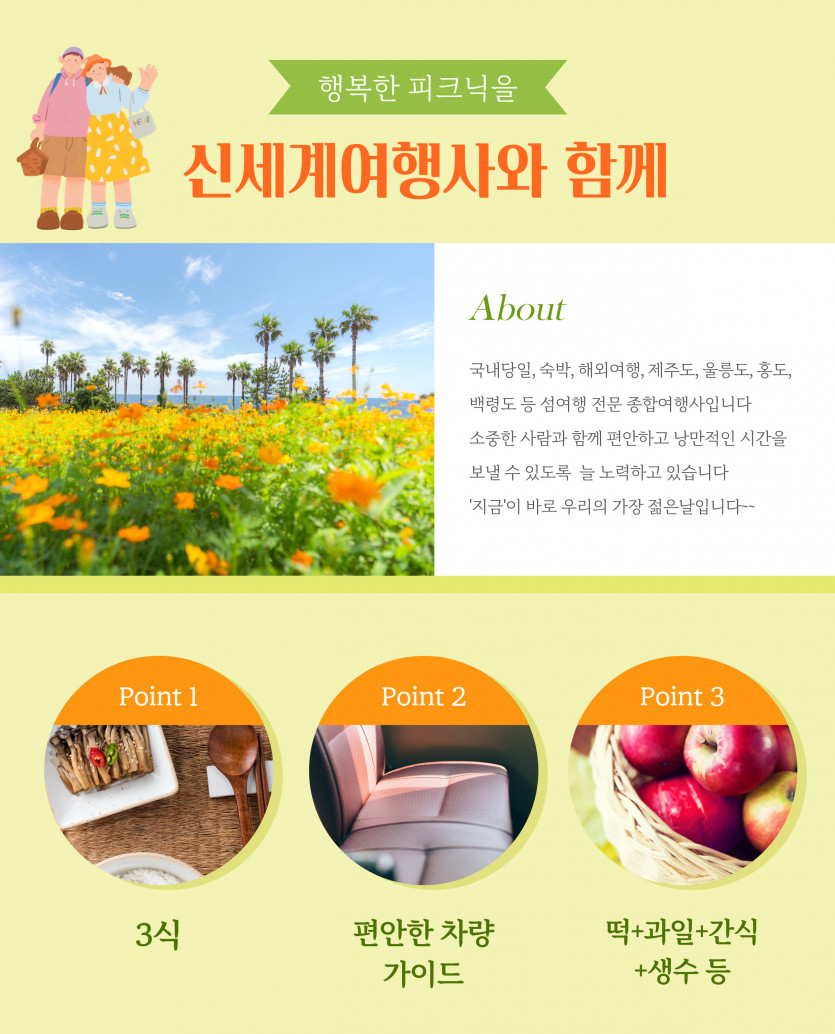 행복한 피크닉을
신세계여행사와 함께
About
국내당일, 숙박, 해외여행, 제주도, 울릉도, 홍도,
백령도 등 섬여행 전문 종합여행사입니다
소중한 사람과 함께 편안하고 낭만적인 시간을
보낼 수 있도록 늘 노력하고 있습니다
'지금'이 바로 우리의 가장 젊은날입니다~~
Point 1
Point 2
Point 3
3식
편안한 차량
가이드
떡+과일+간식
+생수 등